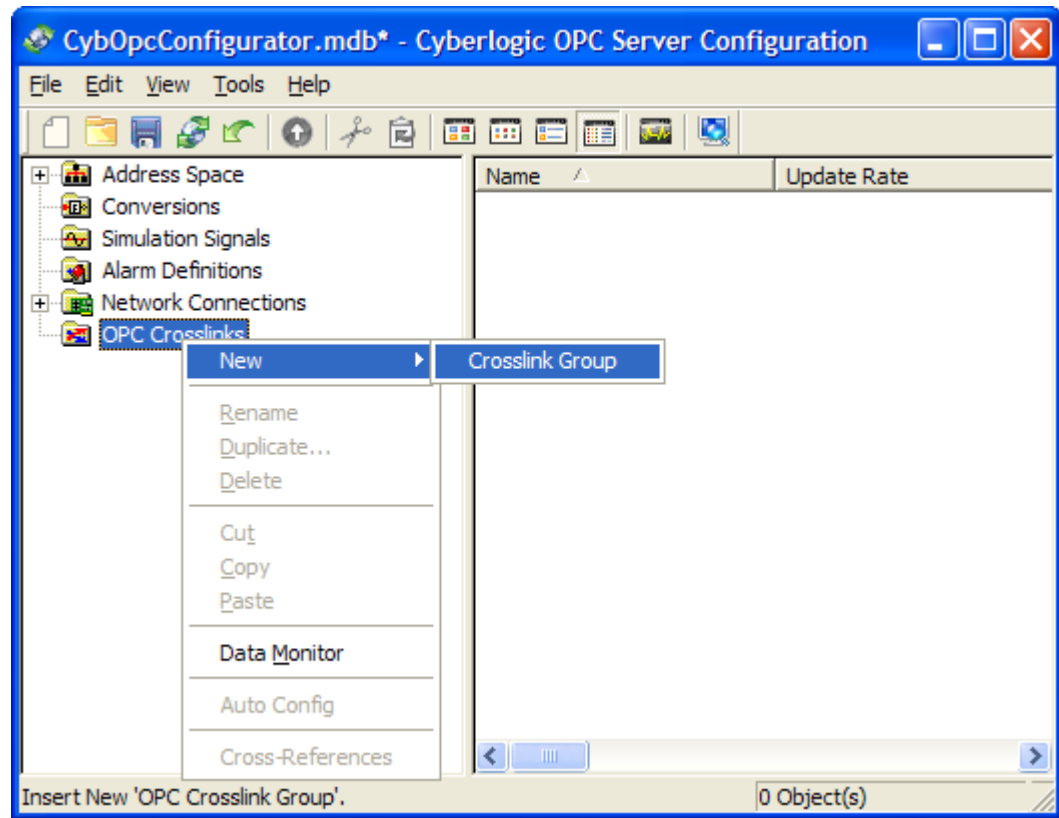 CybOpcConfigurator.mdb* - Cyberlogic OPC Server Configuration
File Edit View Tools Help
Address Space
Conversions
Simulation Signals
Alarm Definitions
Network Connections
OPC Crosslinks
Name Update Rate
New Crosslink Group
Rename
Duplicate...
Delete
Cut
Copy
Paste
Data Monitor
Auto Config
Cross-References
Insert New 'OPC Crosslink Group'. 0 Object(s)